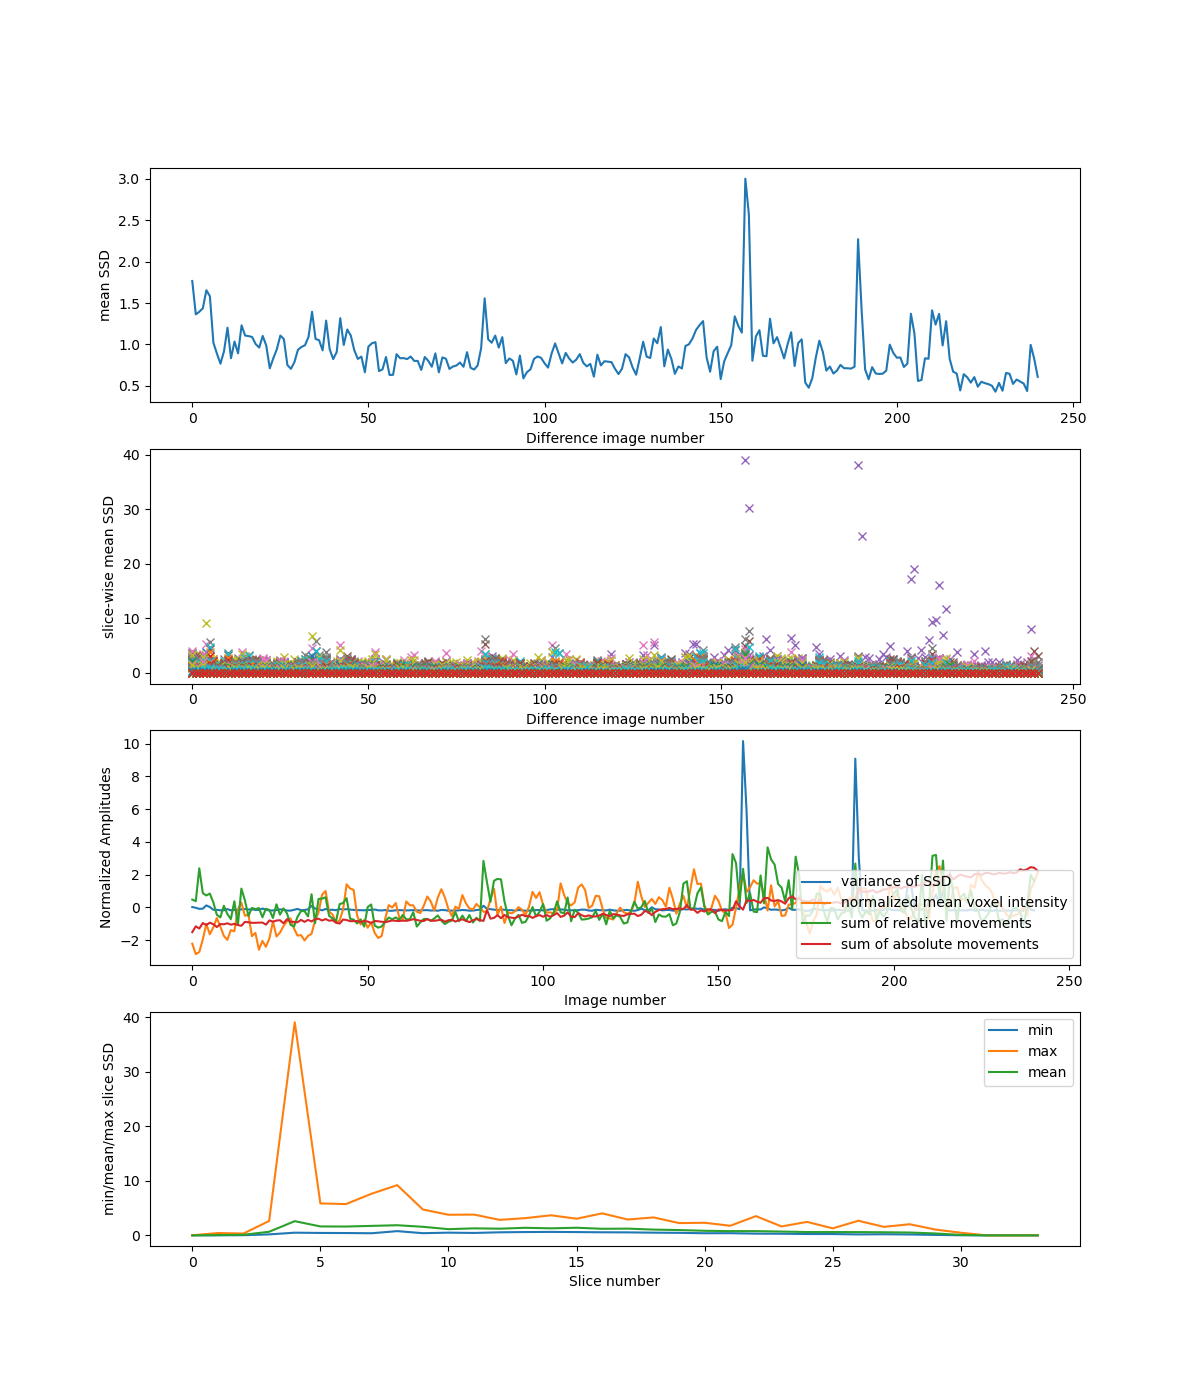 3.0
2.5
2.0
1.5
1.0
0.5
mean SSD
0 50 100 150 200 250
Difference image number
40
30
20
10
0
slice-wise mean SSD
0 50 100 150 200 250
Difference image number
10
8
6
4
2
0
−2
Normalized Amplitudes
variance of SSD
normalized mean voxel intensity
sum of relative movements
sum of absolute movements
0 50 100 150 200 250
Image number
40
30
20
10
0
min/mean/max slice SSD
min
max
mean
0 5 10 15 20 25 30
Slice number